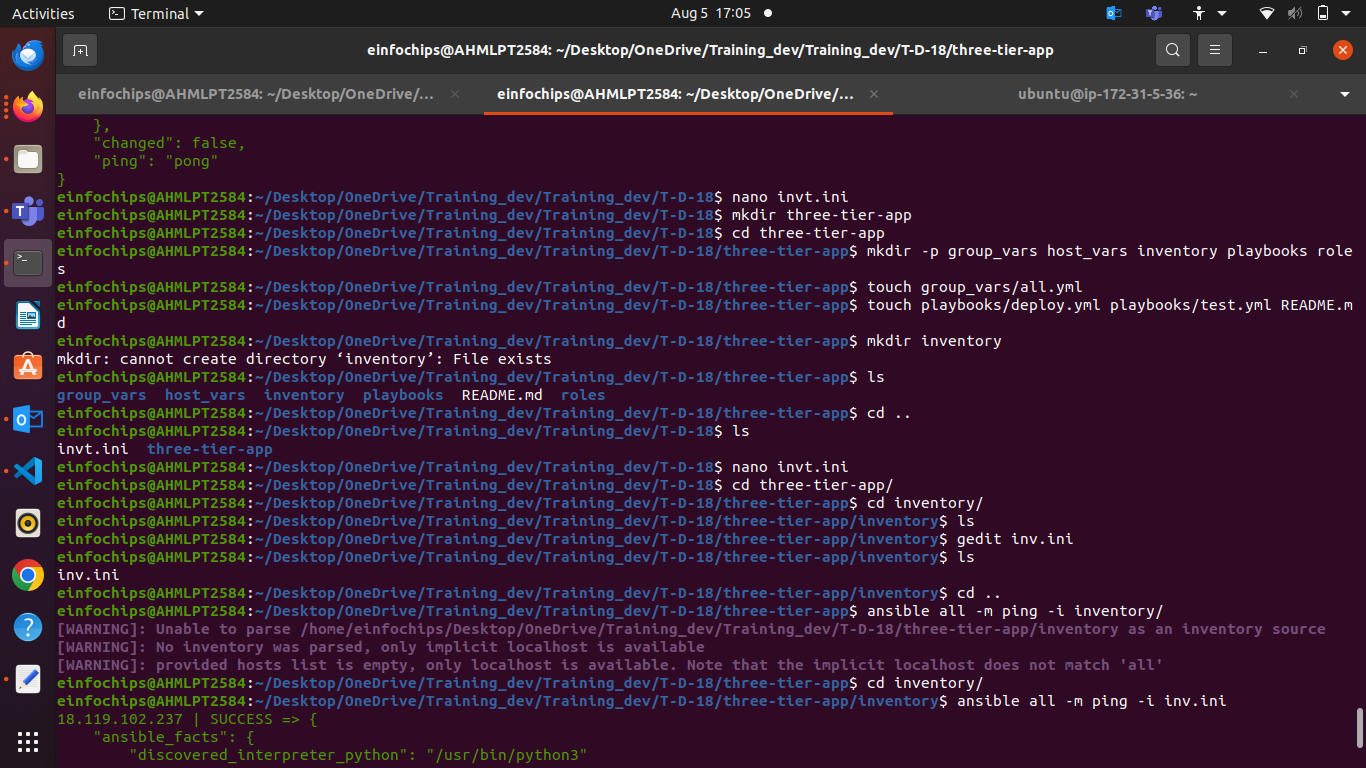 Activities
Terminal
Aug 5 17:05
einfochips@AHMLPT2584: ~/Desktop/OneDrive/Training_dev/Training_dev/T-D-18/three-tier-app
einfochips@AHMLPT2584: ~/Desktop/OneDrive/...
einfochips@AHMLPT2584: ~/Desktop/OneDrive/...
ubuntu@ip-172-31-5-36: ~
    },
    "changed": false,
    "ping": "pong"
}
einfochips@AHMLPT2584:~/Desktop/OneDrive/Training_dev/Training_dev/T-D-18$ nano invt.ini
einfochips@AHMLPT2584:~/Desktop/OneDrive/Training_dev/Training_dev/T-D-18$ mkdir three-tier-app
einfochips@AHMLPT2584:~/Desktop/OneDrive/Training_dev/Training_dev/T-D-18$ cd three-tier-app
einfochips@AHMLPT2584:~/Desktop/OneDrive/Training_dev/Training_dev/T-D-18/three-tier-app$ mkdir -p group_vars host_vars inventory playbooks role
s
einfochips@AHMLPT2584:~/Desktop/OneDrive/Training_dev/Training_dev/T-D-18/three-tier-app$ touch group_vars/all.yml
einfochips@AHMLPT2584:~/Desktop/OneDrive/Training_dev/Training_dev/T-D-18/three-tier-app$ touch playbooks/deploy.yml playbooks/test.yml README.m
d
einfochips@AHMLPT2584:~/Desktop/OneDrive/Training_dev/Training_dev/T-D-18/three-tier-app$ mkdir inventory
mkdir: cannot create directory ‘inventory’: File exists
einfochips@AHMLPT2584:~/Desktop/OneDrive/Training_dev/Training_dev/T-D-18/three-tier-app$ ls
group_vars  host_vars  inventory  playbooks  README.md  roles
einfochips@AHMLPT2584:~/Desktop/OneDrive/Training_dev/Training_dev/T-D-18/three-tier-app$ cd ..
einfochips@AHMLPT2584:~/Desktop/OneDrive/Training_dev/Training_dev/T-D-18$ ls
invt.ini  three-tier-app
einfochips@AHMLPT2584:~/Desktop/OneDrive/Training_dev/Training_dev/T-D-18$ nano invt.ini
einfochips@AHMLPT2584:~/Desktop/OneDrive/Training_dev/Training_dev/T-D-18$ cd three-tier-app/
einfochips@AHMLPT2584:~/Desktop/OneDrive/Training_dev/Training_dev/T-D-18/three-tier-app$ cd inventory/
einfochips@AHMLPT2584:~/Desktop/OneDrive/Training_dev/Training_dev/T-D-18/three-tier-app/inventory$ ls
einfochips@AHMLPT2584:~/Desktop/OneDrive/Training_dev/Training_dev/T-D-18/three-tier-app/inventory$ gedit inv.ini
einfochips@AHMLPT2584:~/Desktop/OneDrive/Training_dev/Training_dev/T-D-18/three-tier-app/inventory$ ls
inv.ini
einfochips@AHMLPT2584:~/Desktop/OneDrive/Training_dev/Training_dev/T-D-18/three-tier-app/inventory$ cd ..
einfochips@AHMLPT2584:~/Desktop/OneDrive/Training_dev/Training_dev/T-D-18/three-tier-app$ ansible all -m ping -i inventory/
[WARNING]: Unable to parse /home/einfochips/Desktop/OneDrive/Training_dev/Training_dev/T-D-18/three-tier-app/inventory as an inventory source
[WARNING]: No inventory was parsed, only implicit localhost is available
[WARNING]: provided hosts list is empty, only localhost is available. Note that the implicit localhost does not match 'all'
einfochips@AHMLPT2584:~/Desktop/OneDrive/Training_dev/Training_dev/T-D-18/three-tier-app$ cd inventory/
einfochips@AHMLPT2584:~/Desktop/OneDrive/Training_dev/Training_dev/T-D-18/three-tier-app/inventory$ ansible all -m ping -i inv.ini
18.119.102.237 | SUCCESS => {
    "ansible_facts": {
        "discovered_interpreter_python": "/usr/bin/python3"